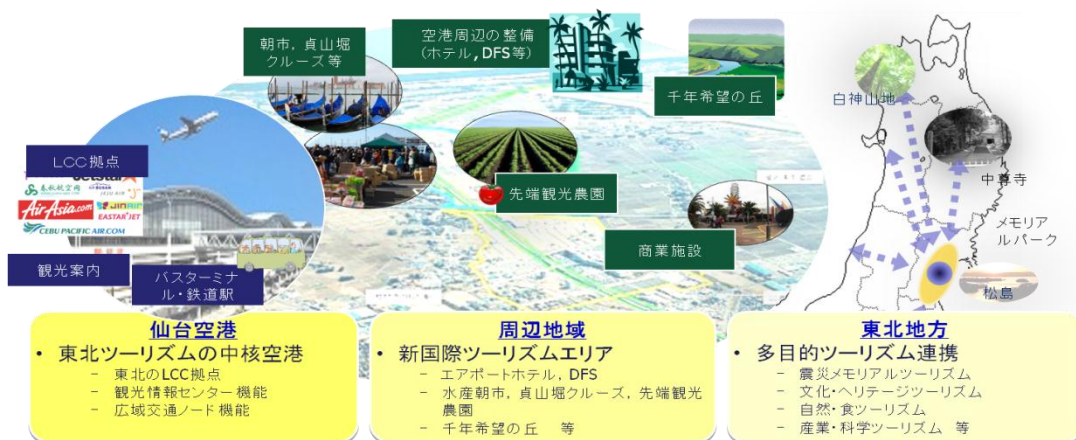 朝市，貞山堀
クルーズ等
空港周辺の整備
(ホテル，DFS等)
千年希望の丘
白神山地
LCC拠点
Jetstar
春秋航空
JEJU AIR
AirAsia.com
JINAIR
EASTAR JET
CEBU PACIFIC AIR.COM
先端観光農園
中尊寺
メモリア
ルパーク
商業施設
観光案内
バスターミナ
ル・鉄道駅
松島
仙台空港
• 東北ツーリズムの中核空港
– 東北のLCC拠点
– 観光情報センター機能
– 広域交通ノード機能
周辺地域
• 新国際ツーリズムエリア
– エアポートホテル，DFS
– 水産朝市，貞山堀クルーズ，先端観光
農園
– 千年希望の丘　等
東北地方
• 多目的ツーリズム連携
– 震災メモリアルツーリズム
– 文化・ヘリテージツーリズム
– 自然・食ツーリズム
– 産業・科学ツーリズム　等